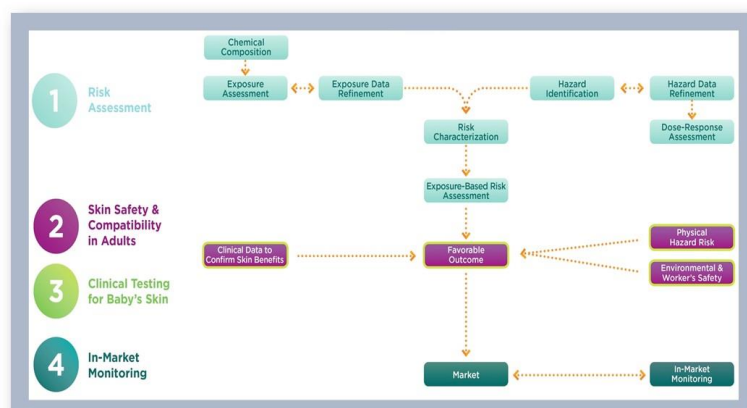 Chemical
Composition
1
Risk
Assessment
Exposure
Assessment
Exposure Data
Refinement
Hazard
Identification
Hazard Data
Refinement
Risk
Characterization
Dose-Response
Assessment
Exposure-Based Risk
Assessment
2
Skin Safety &
Compatibility
in Adults
Clinical Data to
Confirm Skin Benefits
Favorable
Outcome
Physical
Hazard Risk
Environmental &
Worker's Safety
3
Clinical Testing
for Baby's Skin
4
In-Market
Monitoring
Market
In-Market
Monitoring